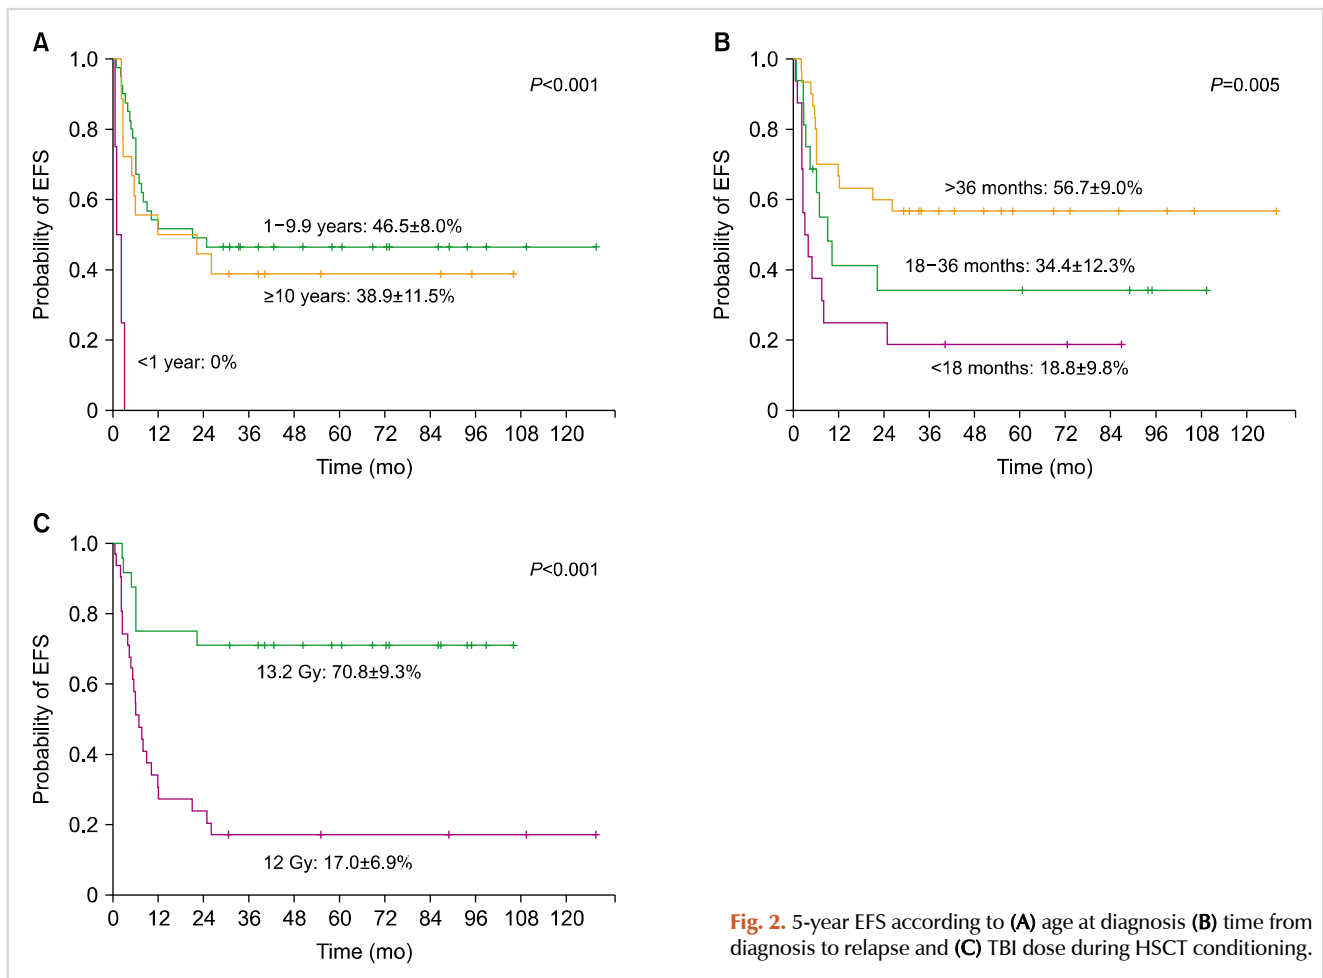 A
1.0
0.8
0.6
0.4
0.2
0
Probability of EFS
P<0.001
1−9.9 years: 46.5±8.0%
≥10 years: 38.9±11.5%
<1 year: 0%
0 12 24 36 48 60 72 84 96 108 120
Time (mo)
B
1.0
0.8
0.6
0.4
0.2
0
Probability of EFS
P=0.005
>36 months: 56.7±9.0%
18−36 months: 34.4±12.3%
<18 months: 18.8±9.8%
0 12 24 36 48 60 72 84 96 108 120
Time (mo)
C
1.0
0.8
0.6
0.4
0.2
0
Probability of EFS
P<0.001
13.2 Gy: 70.8±9.3%
12 Gy: 17.0±6.9%
0 12 24 36 48 60 72 84 96 108 120
Time (mo)
Fig. 2. 5-year EFS according to (A) age at diagnosis (B) time from
diagnosis to relapse and (C) TBI dose during HSCT conditioning.